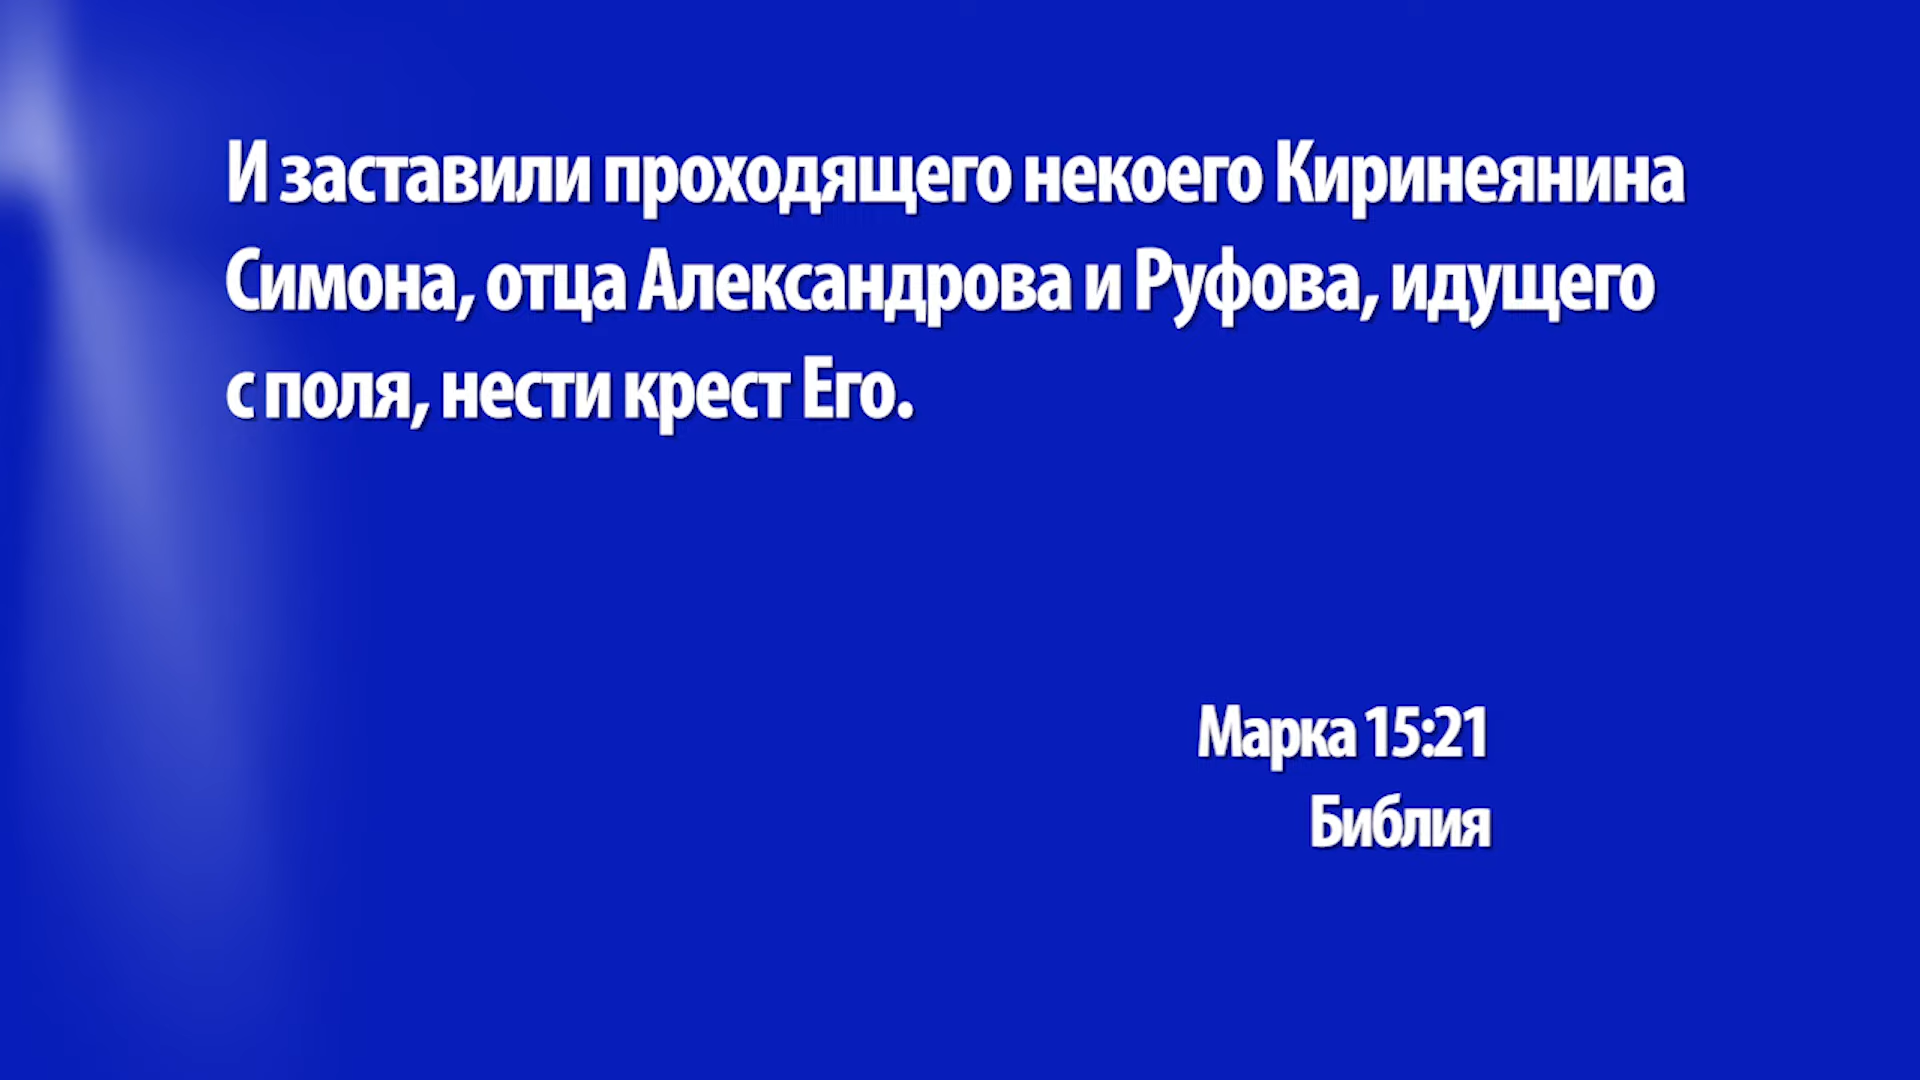 И заставили проходящего некоего Киринеянина
Симона, отца Александрова и Руфова, идущего
с поля, нести крест Его.
Марка 15:21
Библия